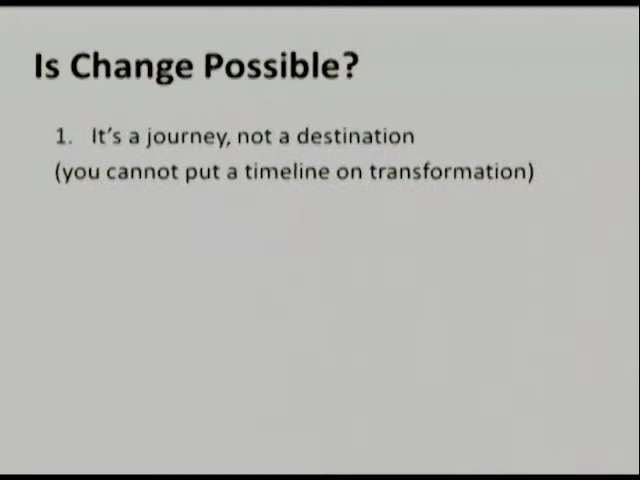 Is Change Possible?
1. It's a journey, not a destination
(you cannot put a timeline on transformation)